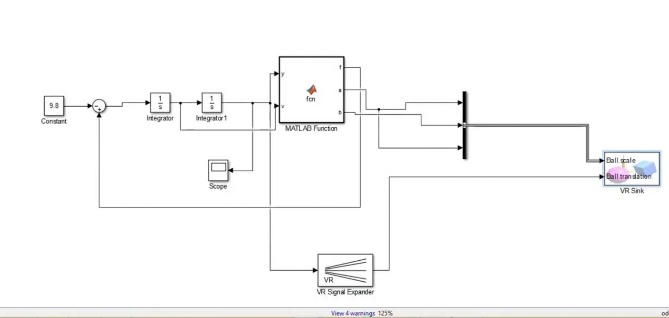 f
y
a
fcn
v
b
MATLAB Function
9.8
Constant
1
s
Integrator
1
s
Integrator1
Scope
Ball.scale
Ball.translation
VR Sink
VR
VR Signal Expander
View 4 warnings 125%
od